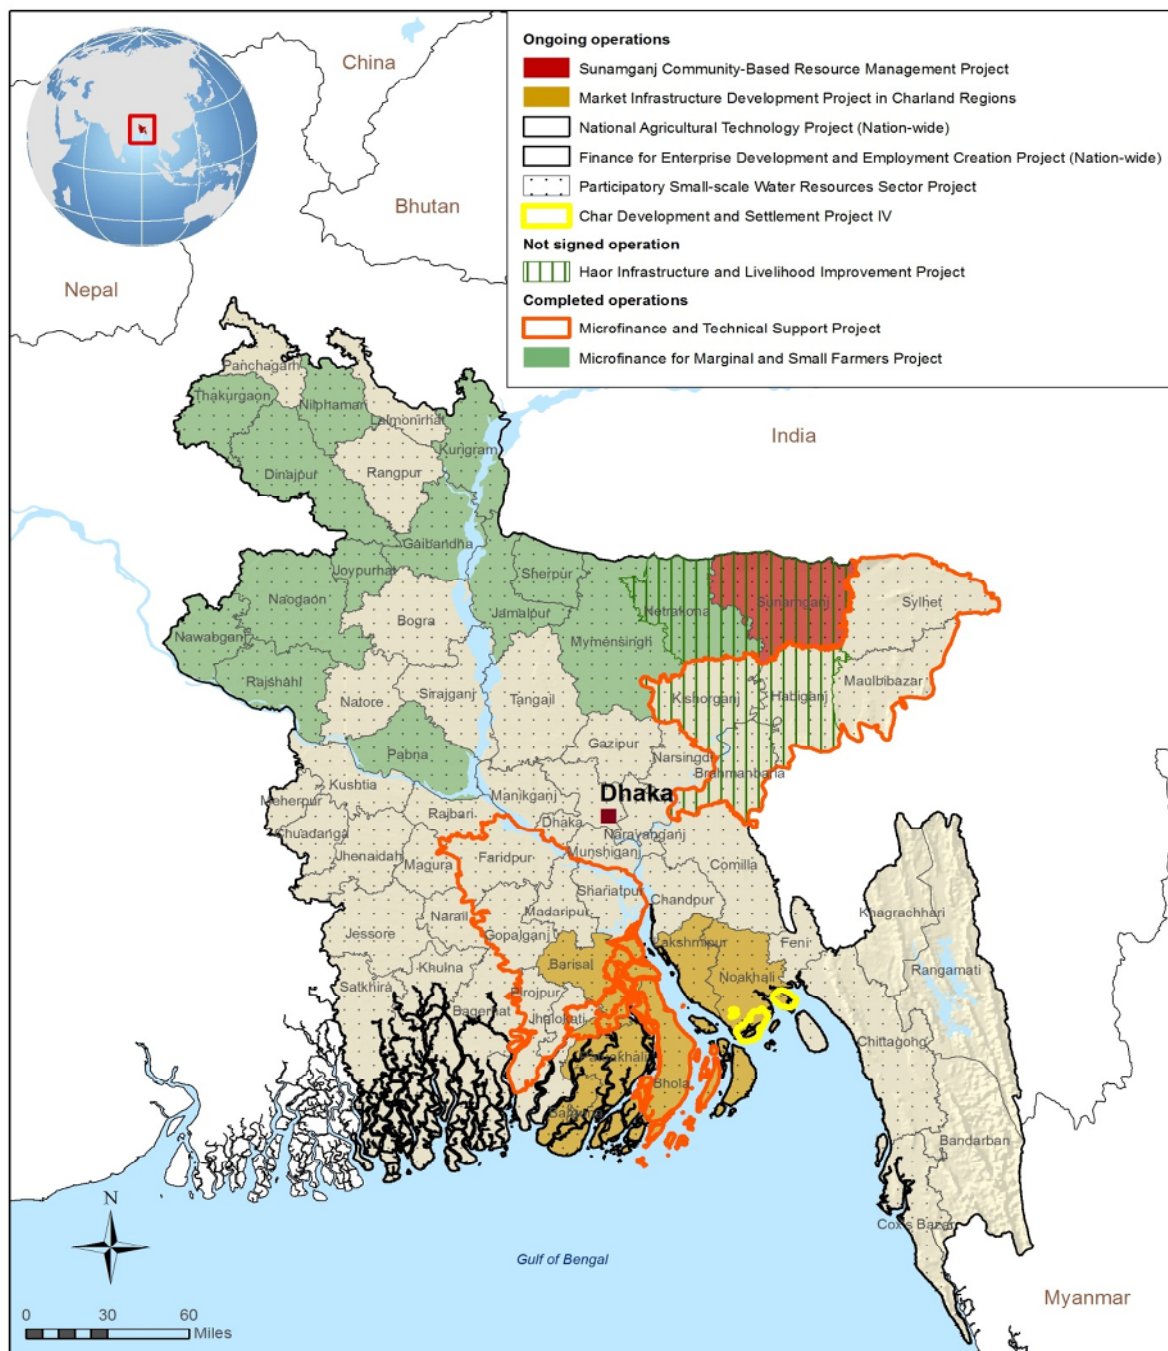 China
Bhutan
Nepal
India
Myanmar
Ongoing operations
Sunamganj Community-Based Resource Management Project
Market Infrastructure Development Project in Charland Regions
National Agricultural Technology Project (Nation-wide)
Finance for Enterprise Development and Employment Creation Project (Nation-wide)
Participatory Small-scale Water Resources Sector Project
Char Development and Settlement Project IV
Not signed operation
Haor Infrastructure and Livelihood Improvement Project
Completed operations
Microfinance and Technical Support Project
Microfinance for Marginal and Small Farmers Project
Panchagarh
Thakurgaon
Nilphamari
Lalmonirhat
Kurigram
Dinajpur
Rangpur
Gaibandha
Joypurhat
Sherpur
Naogaon
Jamalpur
Netrakona
Sunamganj
Sylhet
Bogra
Nawabganj
Mymensingh
Rajshahi
Maulbibazar
Natore
Sirajganj
Tangail
Kishorganj
Habiganj
Pabna
Gazipur
Narsingdi
Brahmanbaria
Kushtia
Meherpur
Manikganj
Dhaka
Rajbari
Dhaka
Chuadanga
Narayanganj
Jhenaidah
Magura
Faridpur
Munshiganj
Comilla
Shariatpur
Chandpur
Narail
Madaripur
Khagrachhari
Jessore
Gopalganj
Lakshmipur
Feni
Khulna
Barisal
Noakhali
Rangamati
Satkhira
Pirojpur
Bagerhat
Jhalokati
Chittagong
Patuakhali
Bhola
Barguna
Bandarban
Cox's Bazar
Gulf of Bengal
N
0 30 60
Miles